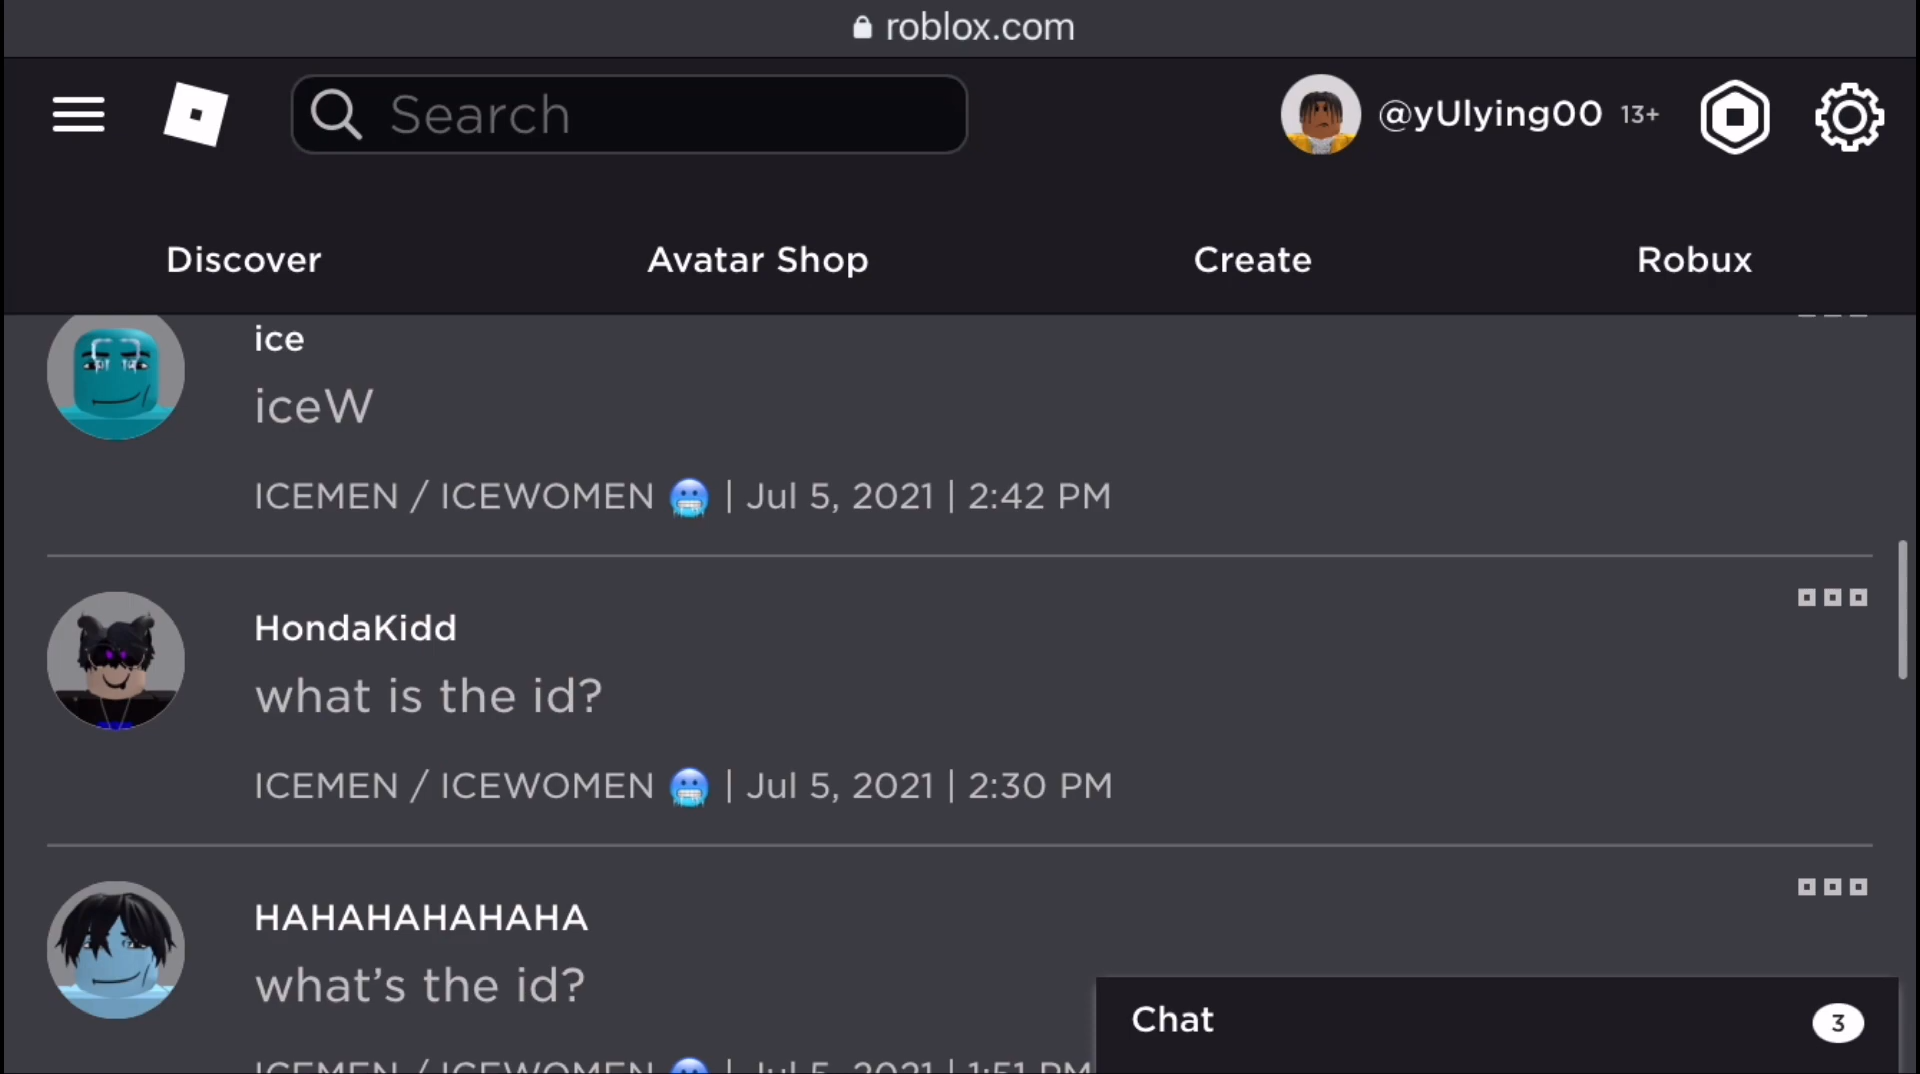 roblox.com
Search
@yUlying00 13+
Discover Avatar Shop Create Robux
ice
iceW
ICEMEN / ICEWOMEN 🥶 | Jul 5, 2021 | 2:42 PM
HondaKidd
what is the id?
ICEMEN / ICEWOMEN 🥶 | Jul 5, 2021 | 2:30 PM
HAHAHAHAHAHA
what’s the id?
ICEMEN / ICEWOMEN 🥶 | Jul 5, 2021 | 1:51 PM
Chat 3